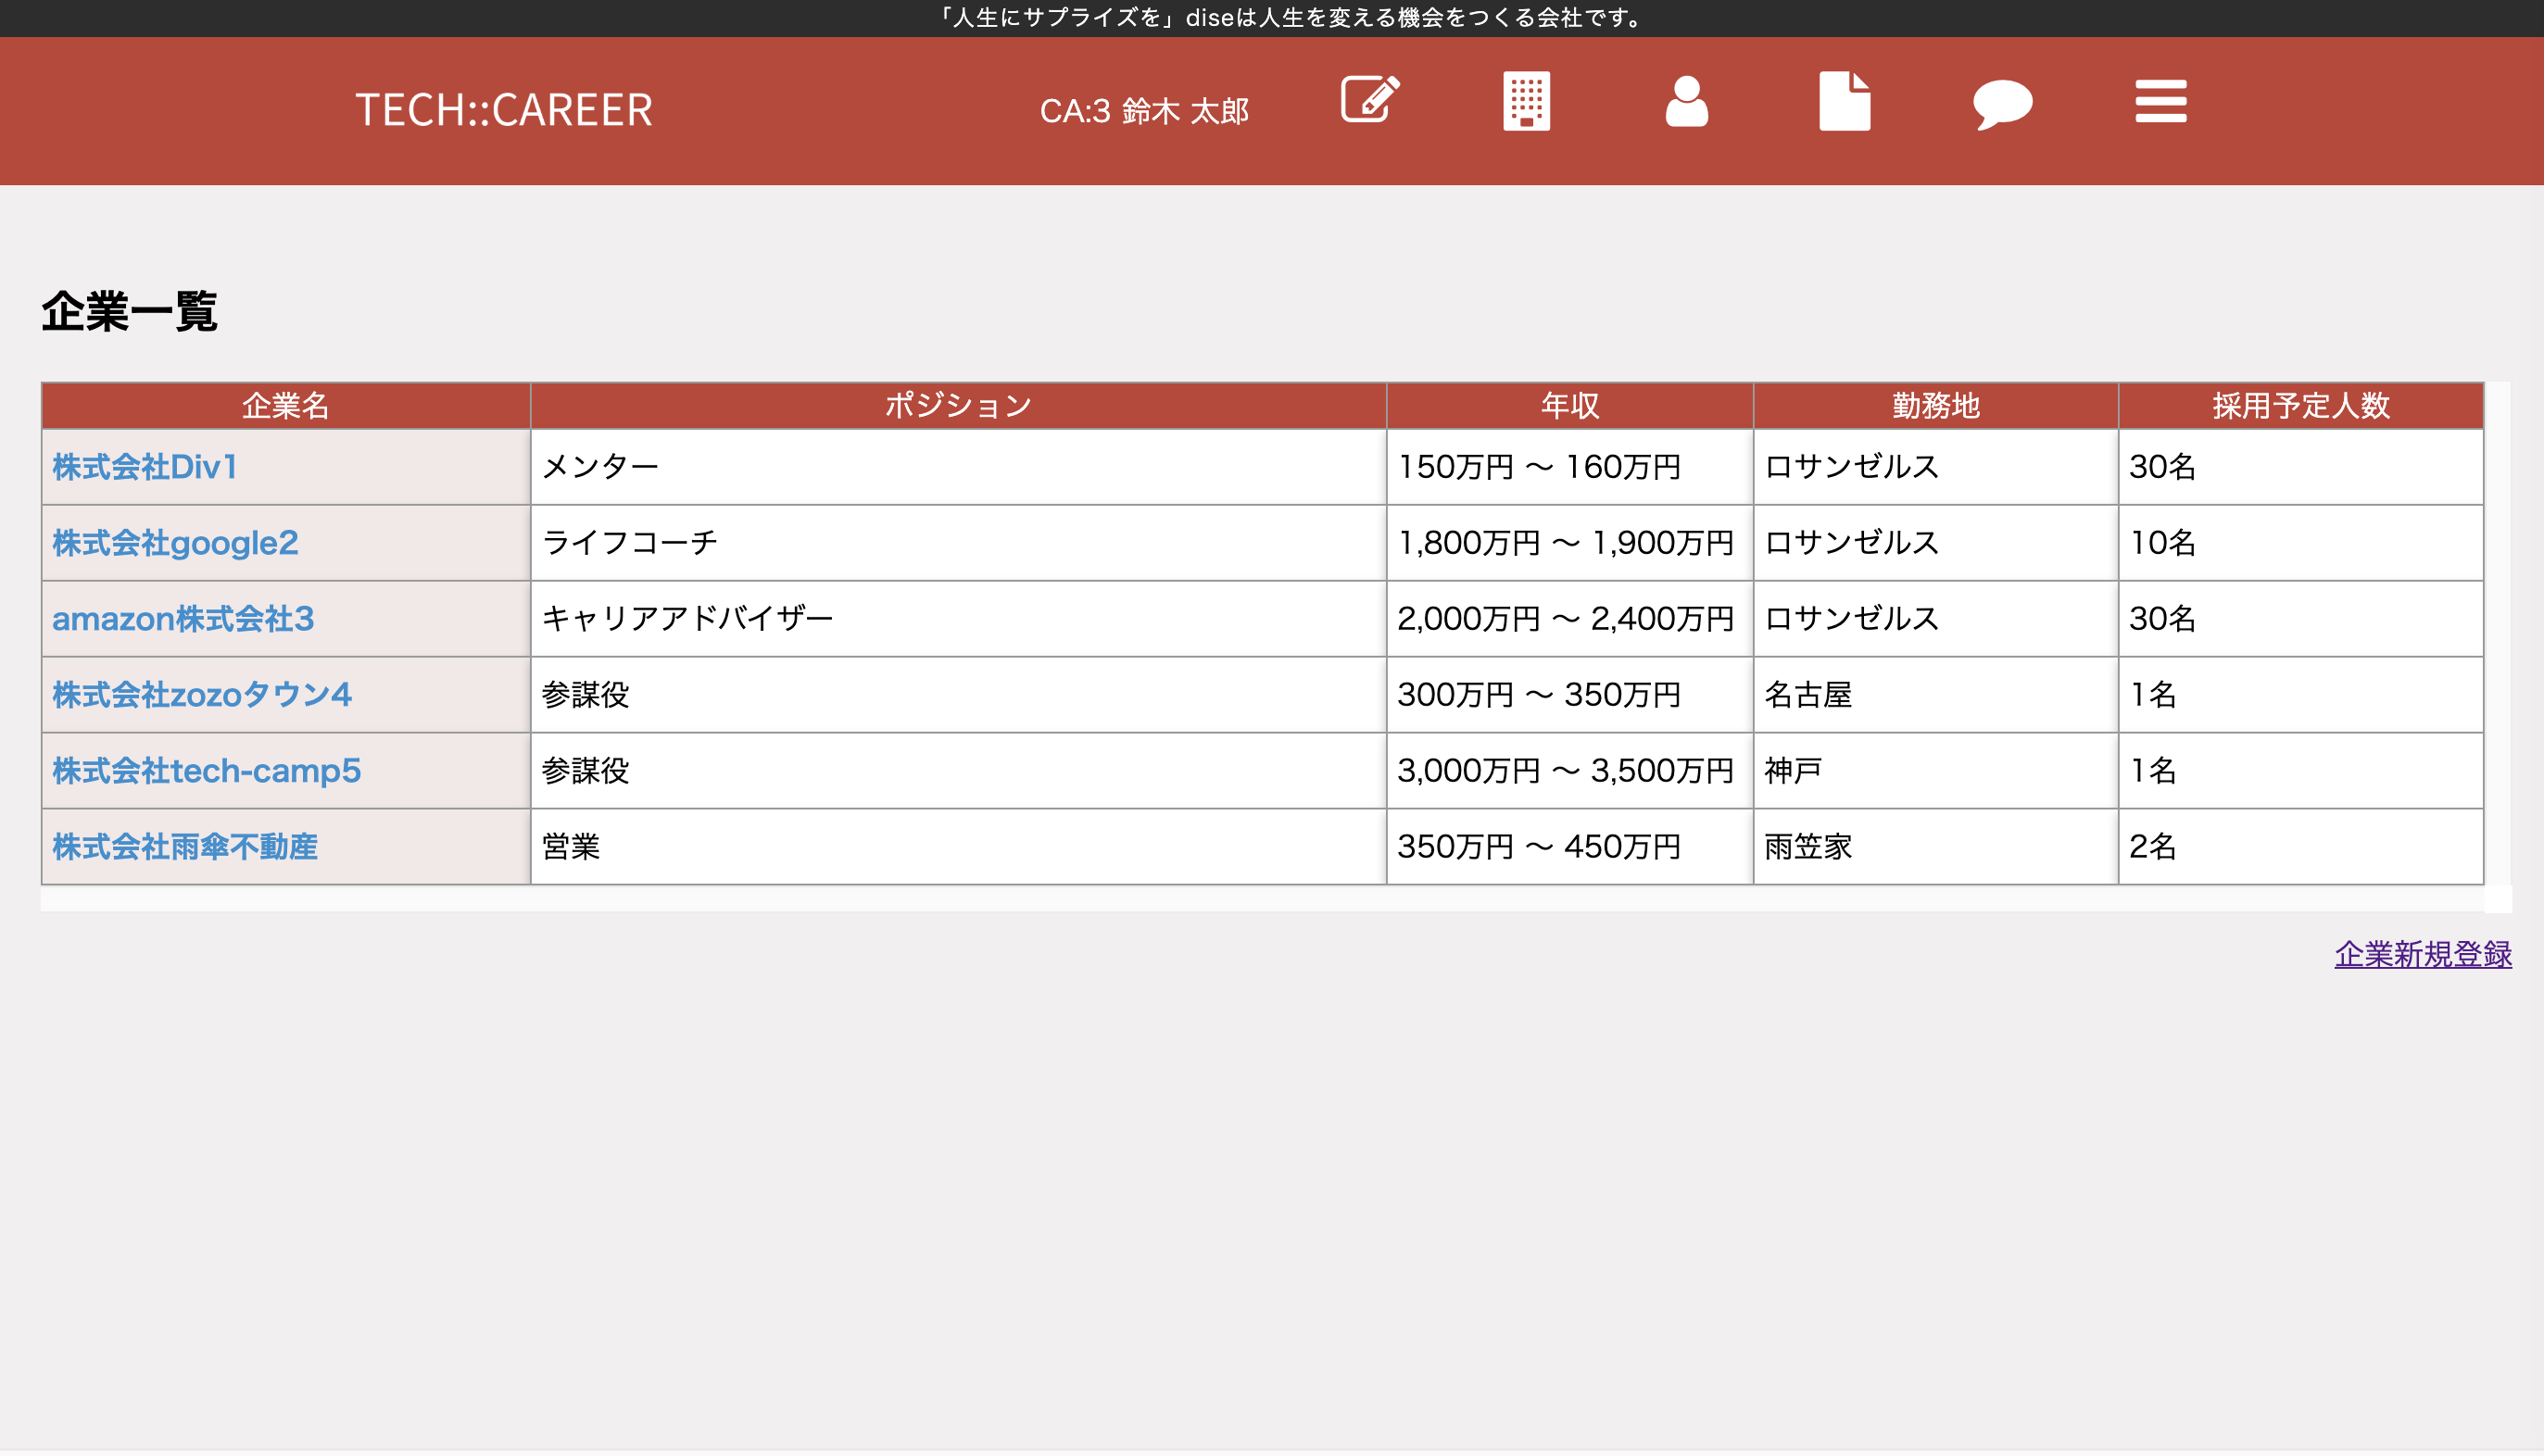 「人生にサプライズを」diseは人生を変える機会をつくる会社です。
TECH::CAREER
CA:3 鈴木 太郎
企業一覧
企業名 ポジション 年収 勤務地 採用予定人数
株式会社Div1 メンター 150万円 〜 160万円 ロサンゼルス 30名
株式会社google2 ライフコーチ 1,800万円 〜 1,900万円 ロサンゼルス 10名
amazon株式会社3 キャリアアドバイザー 2,000万円 〜 2,400万円 ロサンゼルス 30名
株式会社zozoタウン4 参謀役 300万円 〜 350万円 名古屋 1名
株式会社tech-camp5 参謀役 3,000万円 〜 3,500万円 神戸 1名
株式会社雨傘不動産 営業 350万円 〜 450万円 雨笠家 2名
企業新規登録